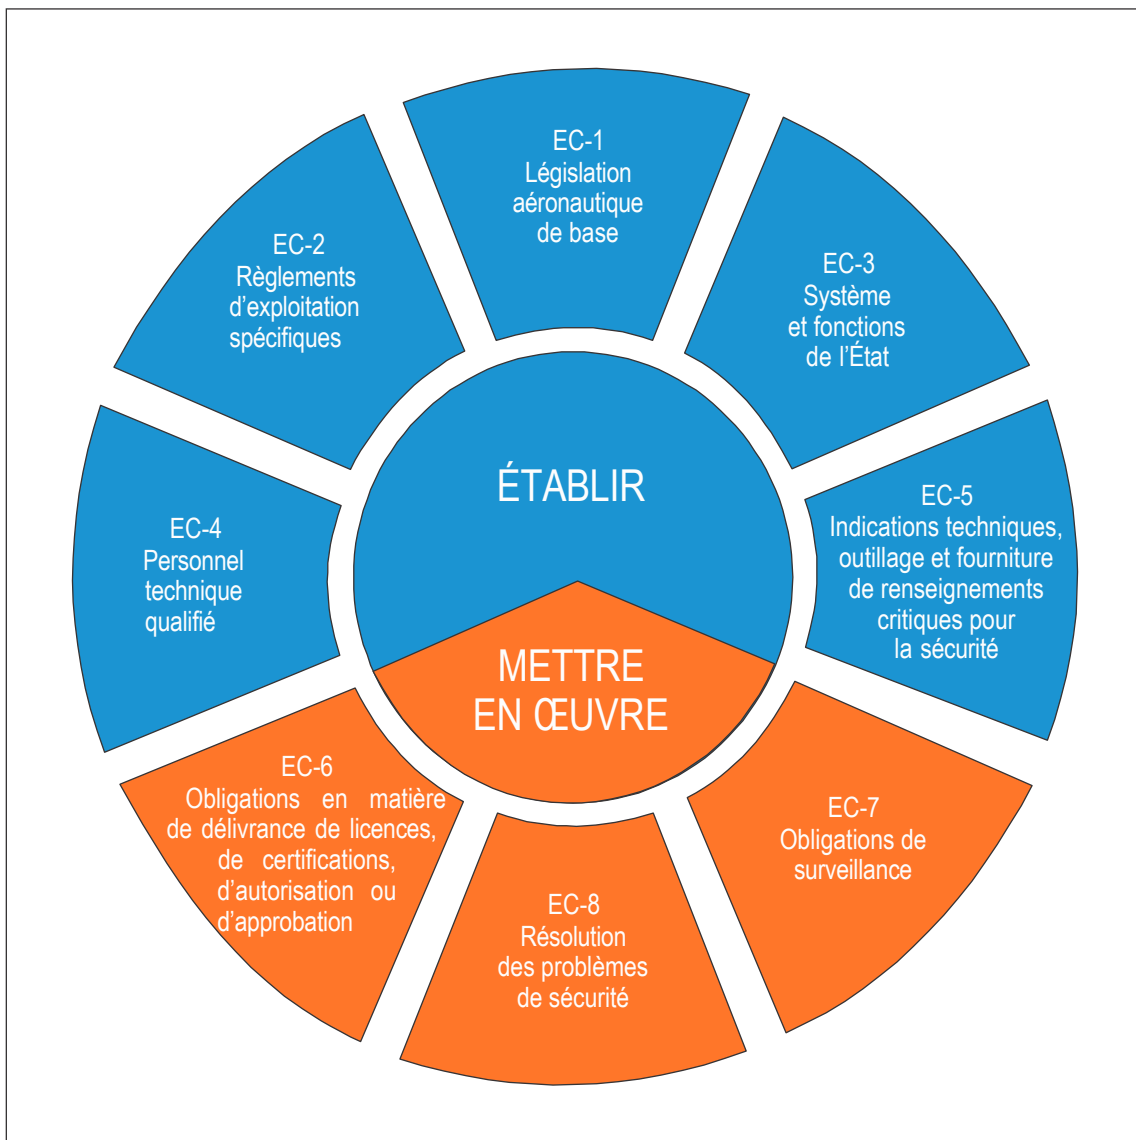 EC-1
Législation
aéronautique
de base
EC-2
Règlements
d’exploitation
spécifiques
EC-3
Système
et fonctions
de l’État
EC-4
Personnel
technique
qualifié
ÉTABLIR
EC-5
Indications techniques,
outillage et fourniture
de renseignements
critiques pour
la sécurité
METTRE
EN ŒUVRE
EC-6
Obligations en matière
de délivrance de licences,
de certifications,
d’autorisation ou
d’approbation
EC-7
Obligations de
surveillance
EC-8
Résolution
des problèmes
de sécurité